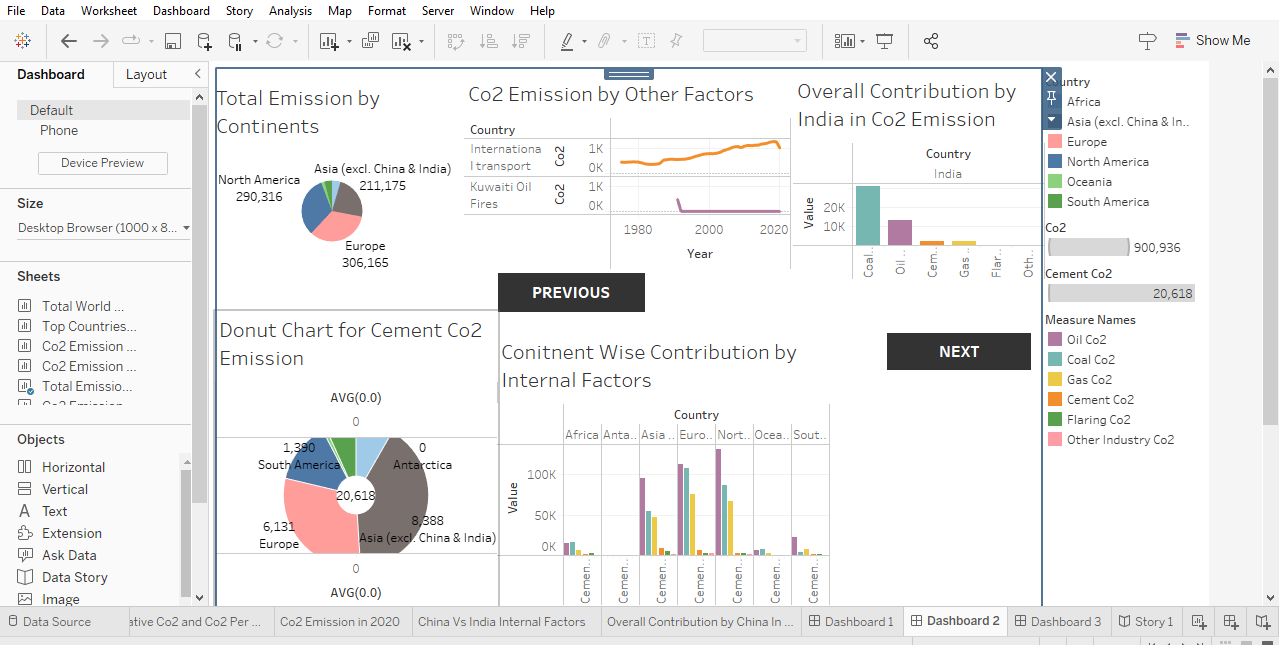 File Data Worksheet Dashboard Story Analysis Map Format Server Window Help
Show Me
Dashboard Layout
Default
Phone
Device Preview
Size
Desktop Browser (1000 x 8...
Sheets
Total World ...
Top Countries...
Co2 Emission ...
Co2 Emission ...
Total Emissio...
Co2 Emission
Objects
Horizontal
Vertical
Text
Extension
Ask Data
Data Story
Image
Total Emission by
Continents
Asia (excl. China & India)
211,175
North America
290,316
Europe
306,165
Co2 Emission by Other Factors
Country
Internationa
l transport
Co2
1K
0K
Kuwaiti Oil
Fires
Co2
1K
0K
1980 2000 2020
Year
Overall Contribution by
India in Co2 Emission
Country
India
Value
20K
10K
Coal..
Oil ..
Cem..
Gas ..
Flar..
Oth..
PREVIOUS
NEXT
Donut Chart for Cement Co2
Emission
AVG(0.0)
0
1,390
South America
0
Antarctica
20,618
6,131
Europe
8,388
Asia (excl. China & India)
0
AVG(0.0)
Conitnent Wise Contribution by
Internal Factors
Country
Africa Anta.. Asia .. Euro.. Nort.. Ocea.. Sout..
Value
100K
50K
0K
Cemen..
Cemen..
Cemen..
Cemen..
Cemen..
Cemen..
Cemen..
untry
Africa
Asia (excl. China & In..
Europe
North America
Oceania
South America
Co2
900,936
Cement Co2
20,618
Measure Names
Oil Co2
Coal Co2
Gas Co2
Cement Co2
Flaring Co2
Other Industry Co2
Data Source ative Co2 and Co2 Per ... Co2 Emission in 2020 China Vs India Internal Factors Overall Contribution by China In ... Dashboard 1 Dashboard 2 Dashboard 3 Story 1